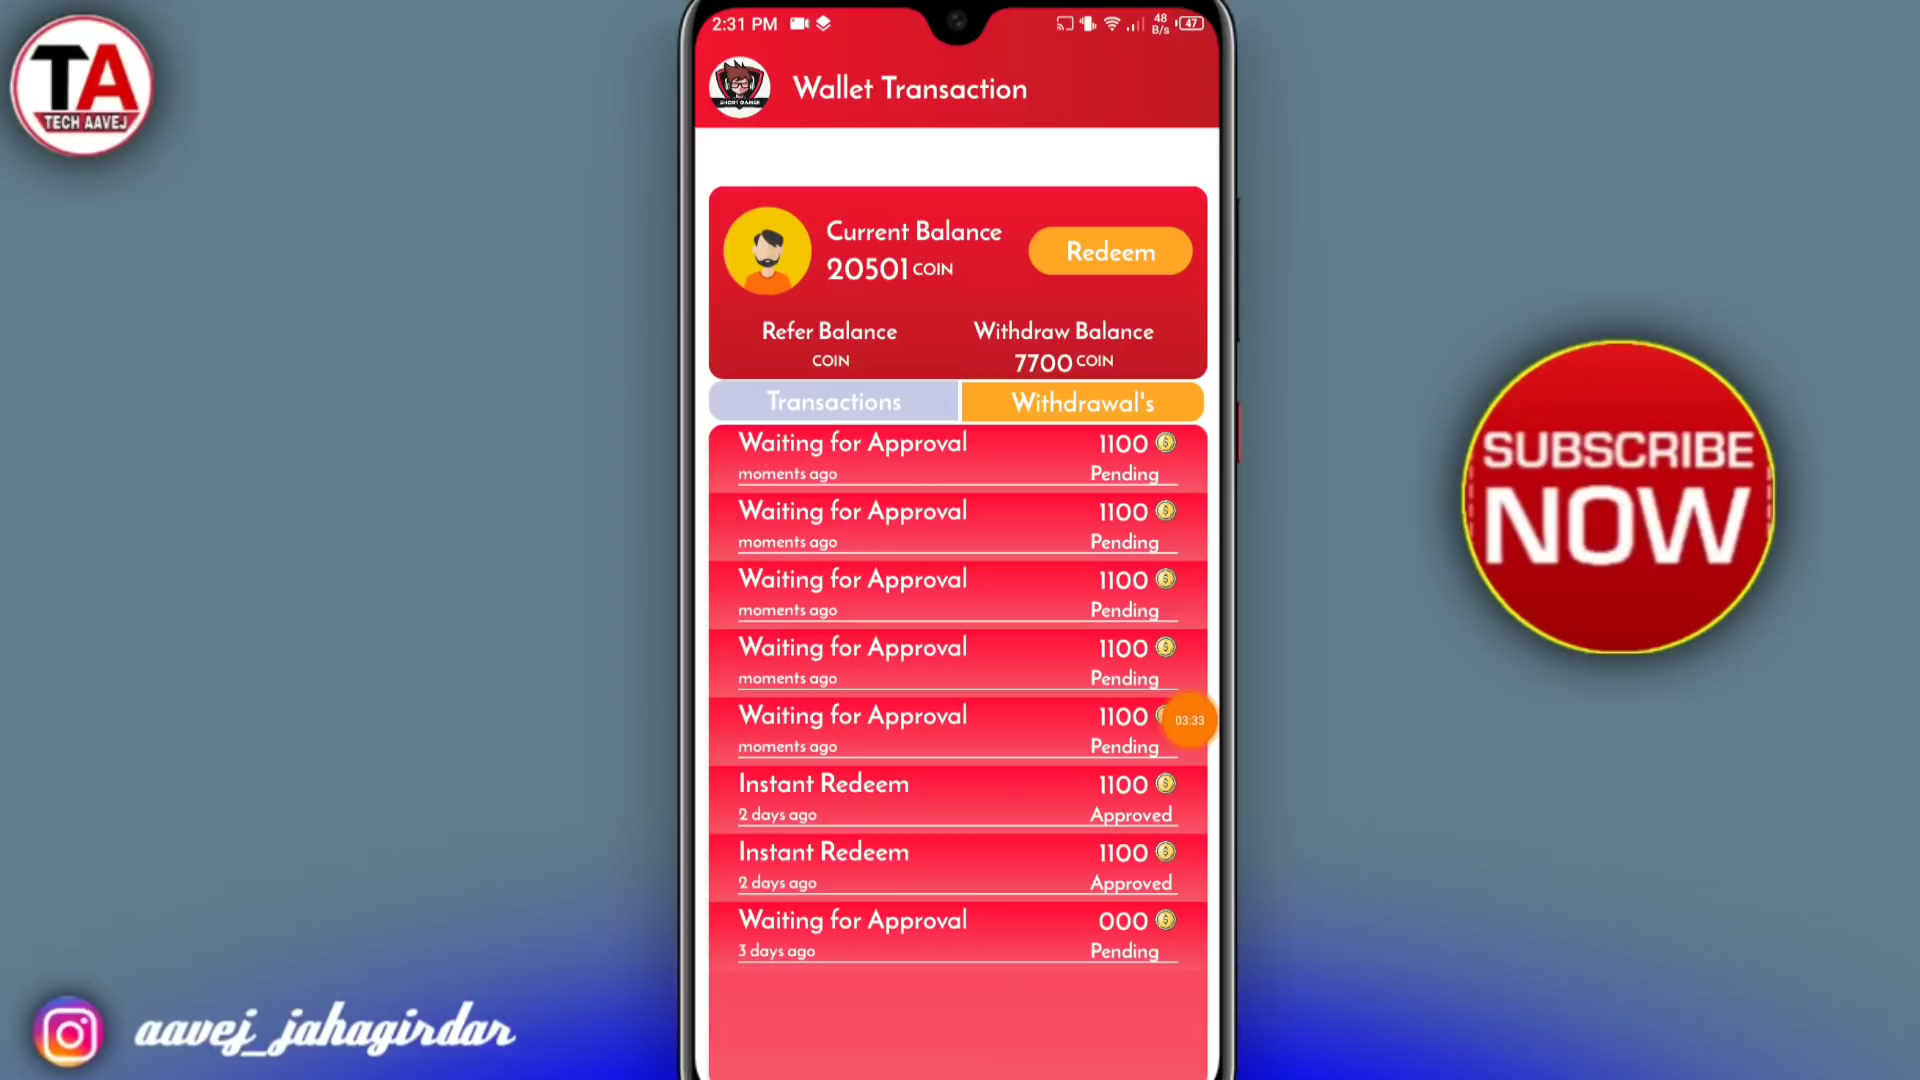 TA
TECH AAVEJ
2:31 PM
48
B/s
47
SHORT GAMER
Wallet Transaction
Current Balance
20501 COIN
Redeem
Refer Balance
COIN
Withdraw Balance
7700 COIN
Transactions
Withdrawal's
Waiting for Approval 1100
moments ago Pending
Waiting for Approval 1100
moments ago Pending
Waiting for Approval 1100
moments ago Pending
Waiting for Approval 1100
moments ago Pending
Waiting for Approval 1100
moments ago Pending
03:33
Instant Redeem 1100
2 days ago Approved
Instant Redeem 1100
2 days ago Approved
Waiting for Approval 000
3 days ago Pending
SUBSCRIBE
NOW
aavej_jahagirdar